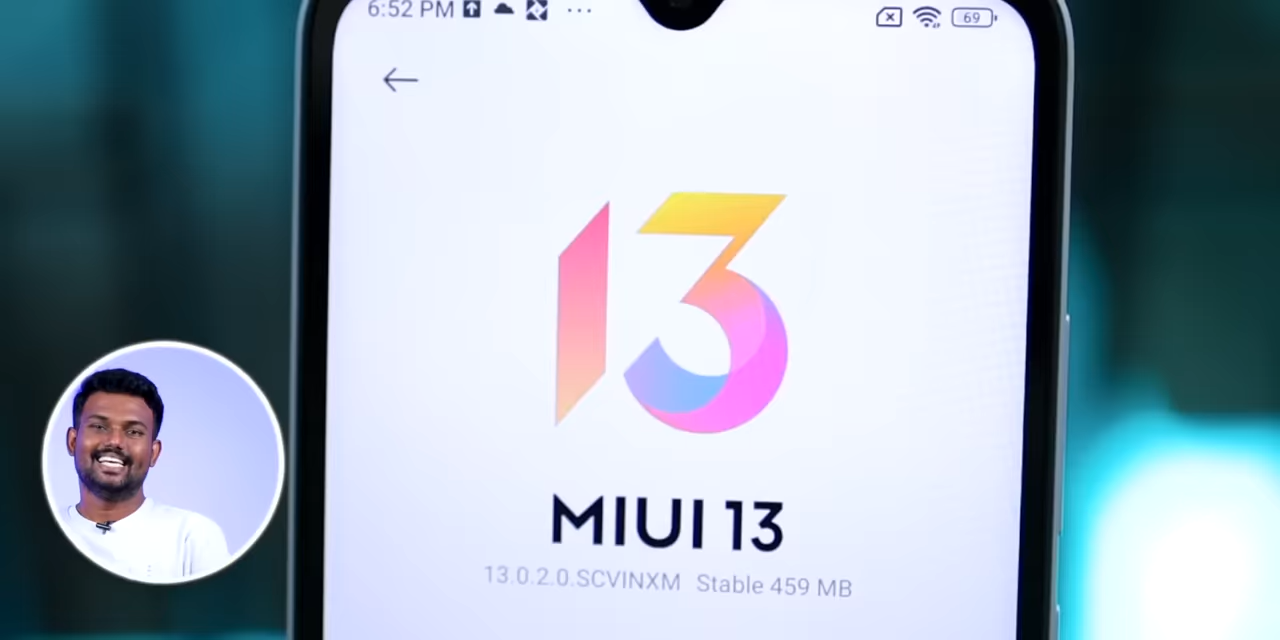 6:52 PM ...
69
13
MIUI 13
13.0.2.0.SCVINXM Stable 459 MB